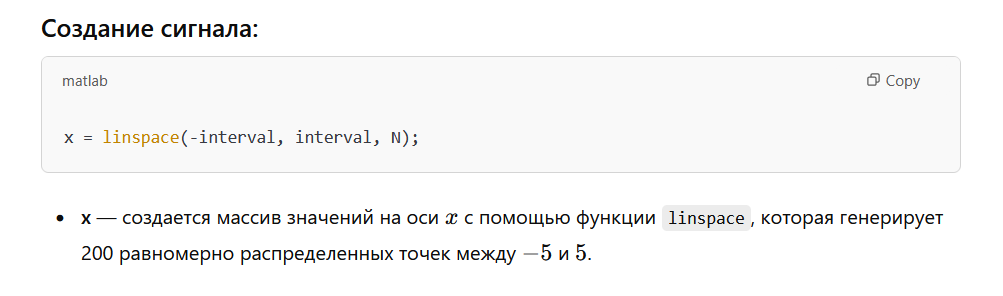 Создание сигнала:
matlab
Copy
x = linspace(-interval, interval, N);
• x — создается массив значений на оси x с помощью функции linspace, которая генерирует
200 равномерно распределенных точек между −5 и 5.